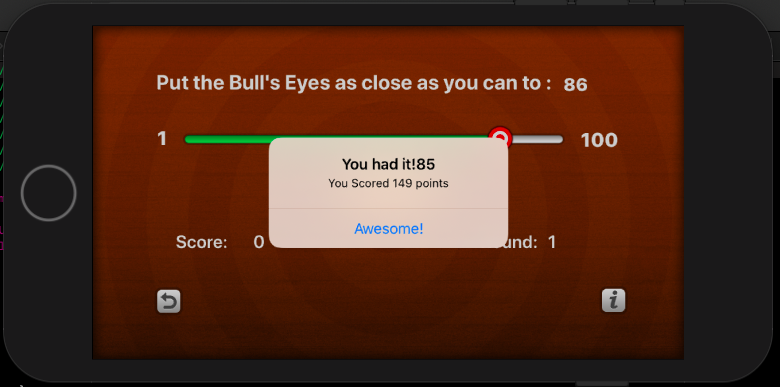 Put the Bull's Eyes as close as you can to : 86
1 100
You had it!85
You Scored 149 points
Awesome!
Score: 0 und: 1
i